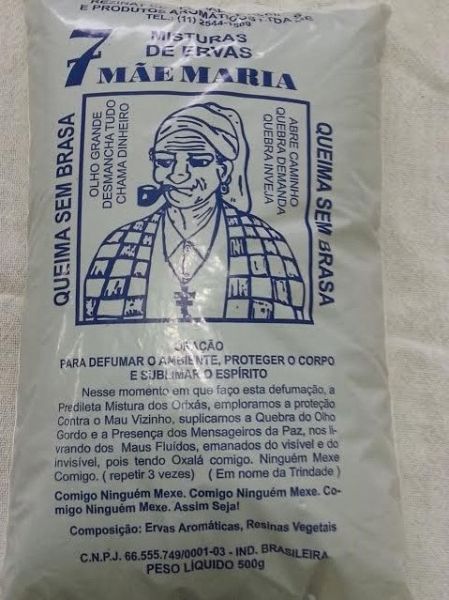 E PRODUTOS AROMÁTICOS LTDA
TEL.: (11)
7 MISTURAS
DE ERVAS
MÃE MARIA
QUEIMA SEM BRASA
OLHO GRANDE
DESMANCHA TUDO
CHAMA DINHEIRO
ABRE CAMINHO
QUEBRA DEMANDA
QUEBRA INVEJA
QUEIMA SEM BRASA
ORAÇÃO
PARA DEFUMAR O AMBIENTE, PROTEGER O CORPO
E SUBLIMAR O ESPÍRITO
Nesse momento em que faço esta defumação, a
Predileta Mistura dos Orixás, emploramos a proteção
Contra o Mau Vizinho, suplicamos a Quebra do Olho
Gordo e a Presença dos Mensageiros da Paz, nos li-
vrando dos Maus Fluídos, emanados do visível e do
invisível, pois tendo Oxalá comigo. Ninguém Mexe
Comigo. ( repetir 3 vezes) ( Em nome da Trindade )
Comigo Ninguém Mexe. Comigo Ninguém Mexe. Co-
migo Ninguém Mexe. Assim Seja!
Composição: Ervas Aromáticas, Resinas Vegetais
C.N.P.J. 66.555.749/0001-03 - IND. BRASILEIRA
PESO LÍQUIDO 500g